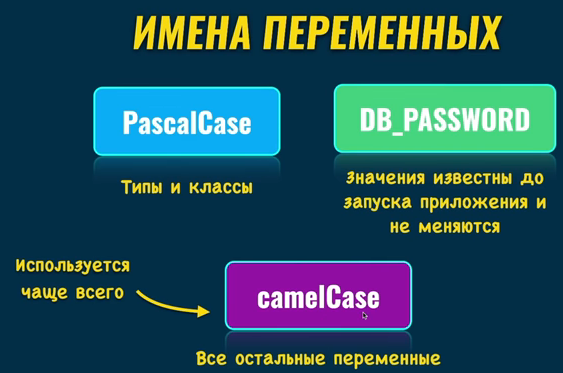 ИМЕНА ПЕРЕМЕННЫХ
PascalCase
Типы и классы
DB_PASSWORD
Значения известны до
запуска приложения и
не меняются
Используется
чаще всего
camelCase
Все остальные переменные